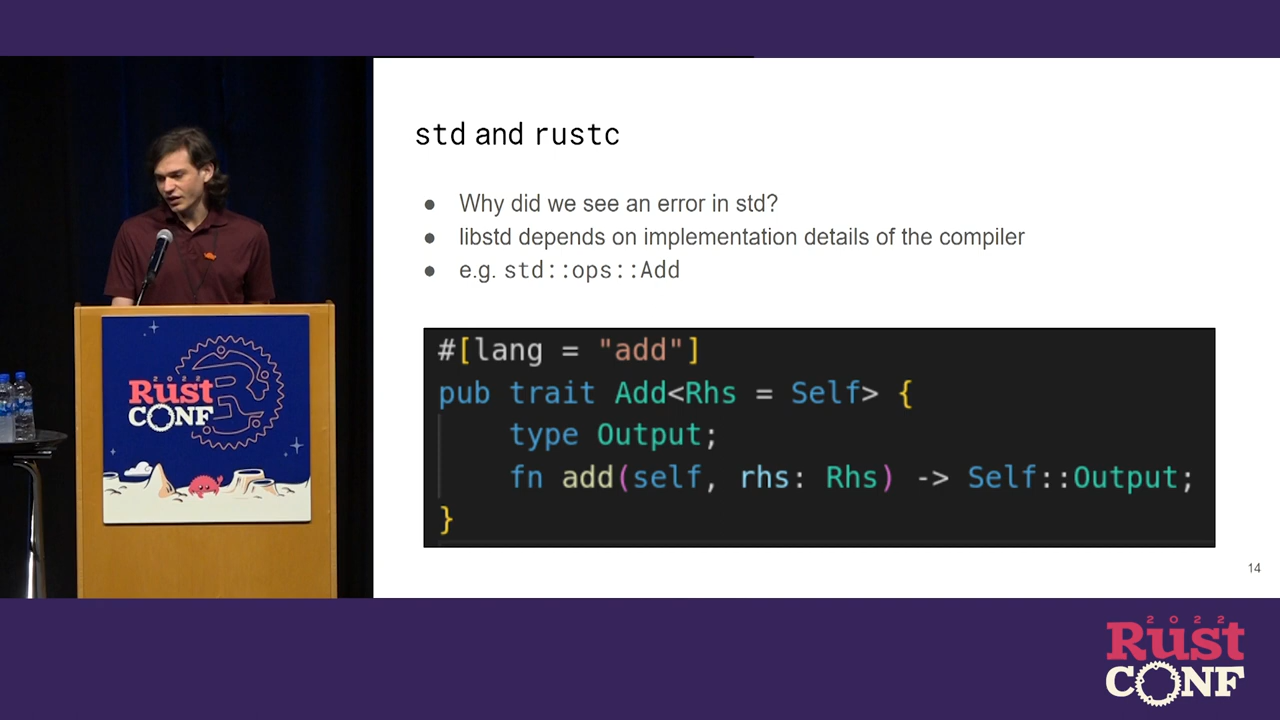 std and rustc
● Why did we see an error in std?
● libstd depends on implementation details of the compiler
● e.g. std::ops::Add
#[lang = "add"]
pub trait Add<Rhs = Self> {
    type Output;
    fn add(self, rhs: Rhs) -> Self::Output;
}
14
2022
Rust
CONF
2022
Rust
CONF